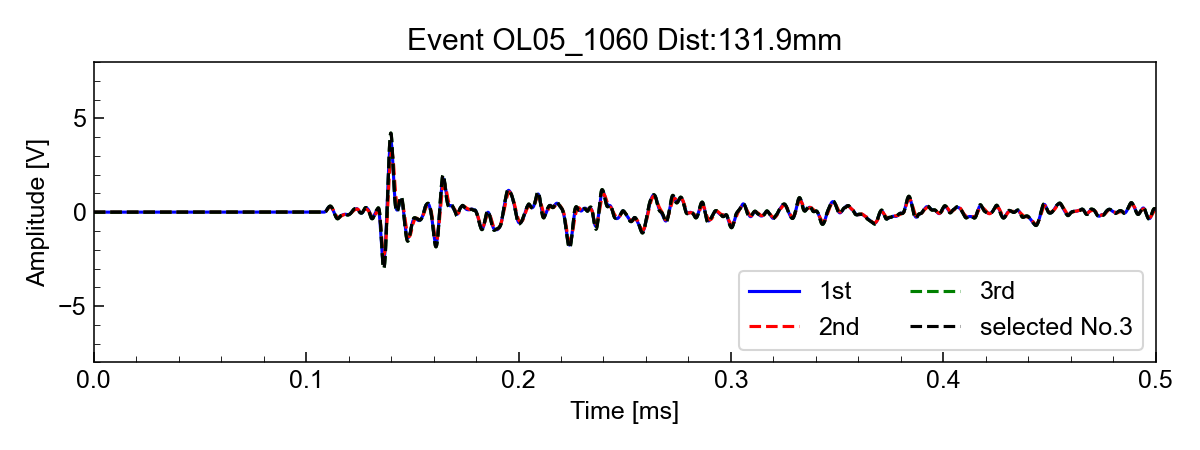 Event OL05_1060 Dist:131.9mm
Amplitude [V]
5
0
−5
1st
2nd
3rd
selected No.3
0.0 0.1 0.2 0.3 0.4 0.5
Time [ms]